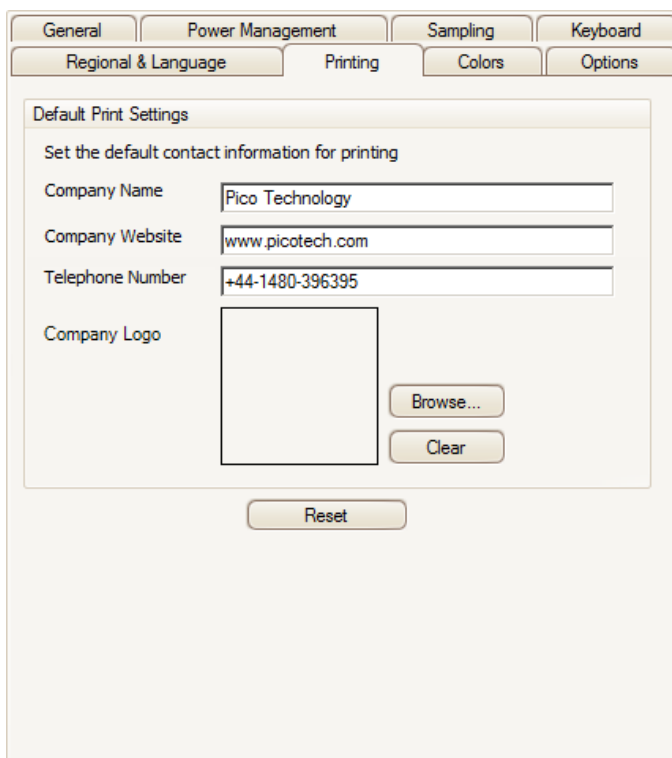 General Power Management Sampling Keyboard
Regional & Language Printing Colors Options
Default Print Settings
Set the default contact information for printing
Company Name Pico Technology
Company Website www.picotech.com
Telephone Number +44-1480-396395
Company Logo
Browse...
Clear
Reset